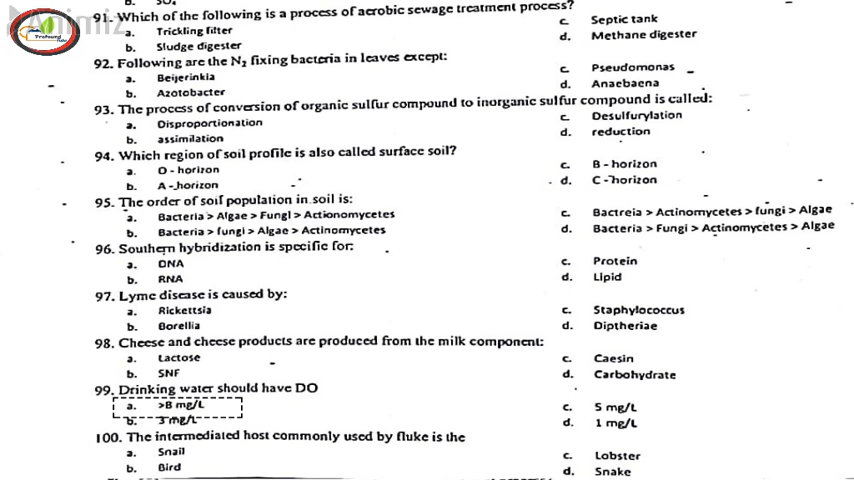 b. SO₄
Animiz
91. Which of the following is a process of aerobic sewage treatment process?
a. Trickling filter
b. Sludge digester
c. Septic tank
d. Methane digester
92. Following are the N₂ fixing bacteria in leaves except:
a. Beijerinkia
b. Azotobacter
c. Pseudomonas
d. Anaebaena
93. The process of conversion of organic sulfur compound to inorganic sulfur compound is called:
a. Disproportionation
b. assimilation
c. Desulfurylation
d. reduction
94. Which region of soil profile is also called surface soil?
a. O - horizon
b. A - horizon
c. B - horizon
d. C - horizon
95. The order of soil population in soil is:
a. Bacteria > Algae > Fungi > Actionomycetes
b. Bacteria > fungi > Algae > Actinomycetes
c. Bactreia > Actinomycetes > fungi > Algae
d. Bacteria > Fungi > Actinomycetes > Algae
96. Southern hybridization is specific for:
a. DNA
b. RNA
c. Protein
d. Lipid
97. Lyme disease is caused by:
a. Rickettsia
b. Borellia
c. Staphylococcus
d. Diptheriae
98. Cheese and cheese products are produced from the milk component:
a. Lactose
b. SNF
c. Caesin
d. Carbohydrate
99. Drinking water should have DO
a. >8 mg/L
b. 3 mg/L
c. 5 mg/L
d. 1 mg/L
100. The intermediated host commonly used by fluke is the
a. Snail
b. Bird
c. Lobster
d. Snake